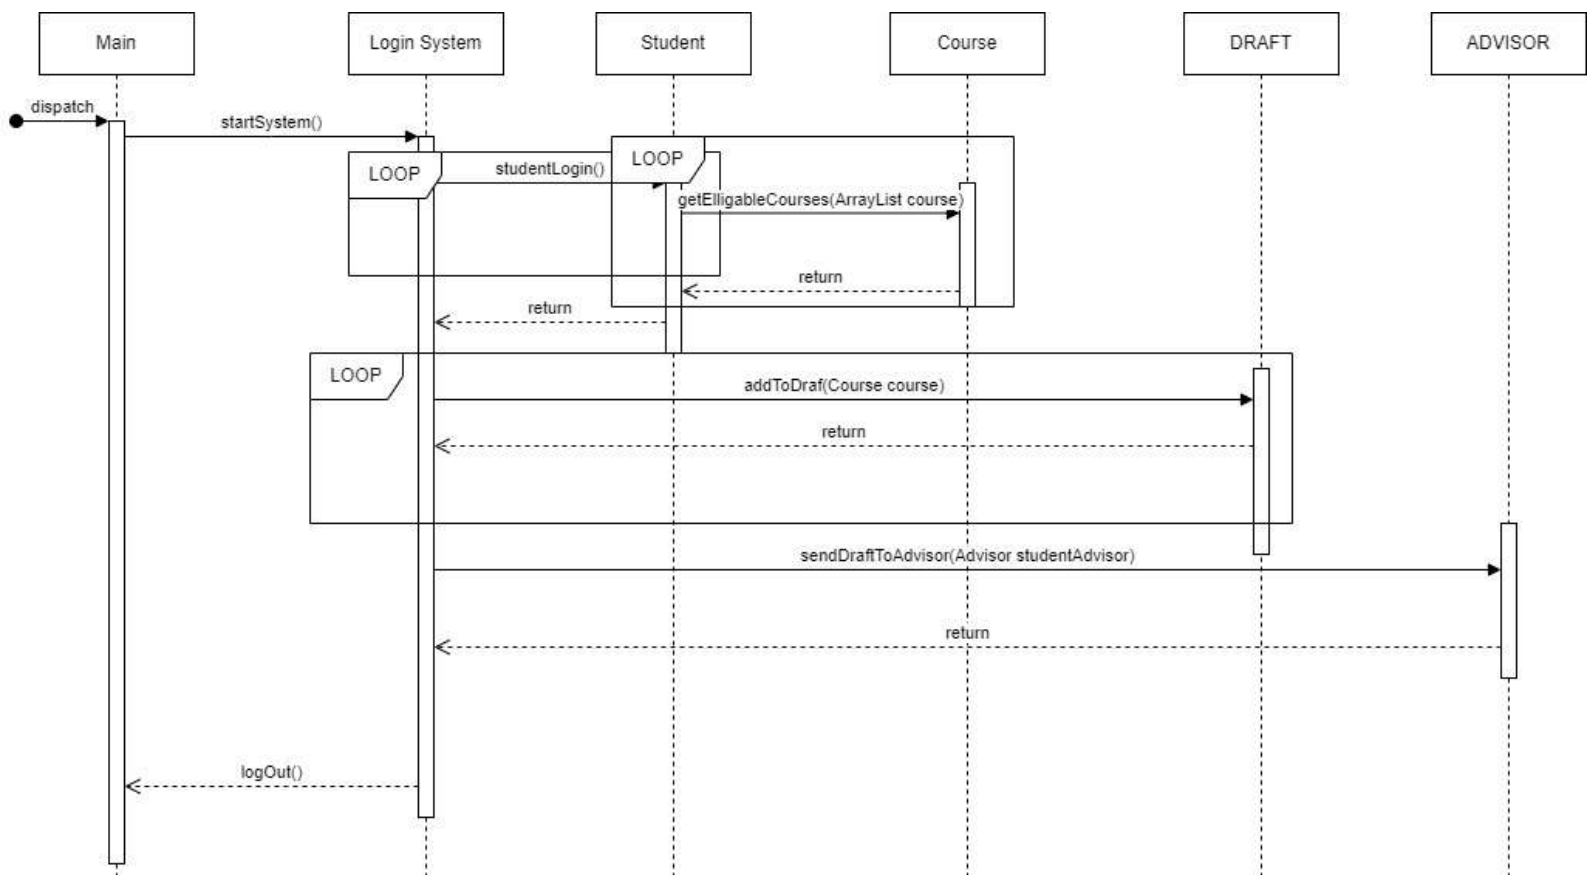 Main
Login System
Student
Course
DRAFT
ADVISOR
dispatch
startSystem()
LOOP
studentLogin()
LOOP
getElligableCourses(ArrayList course)
return
return
LOOP
addToDraf(Course course)
return
sendDraftToAdvisor(Advisor studentAdvisor)
return
logOut()